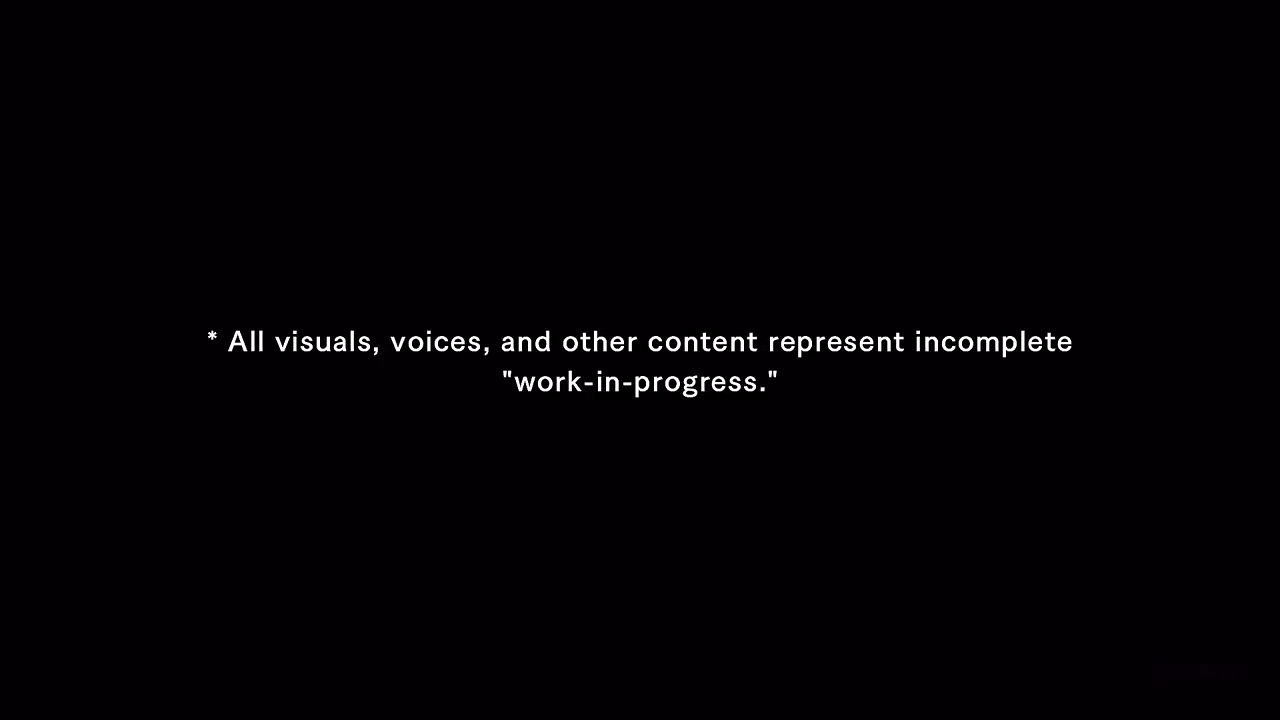 * All visuals, voices, and other content represent incomplete
"work-in-progress."